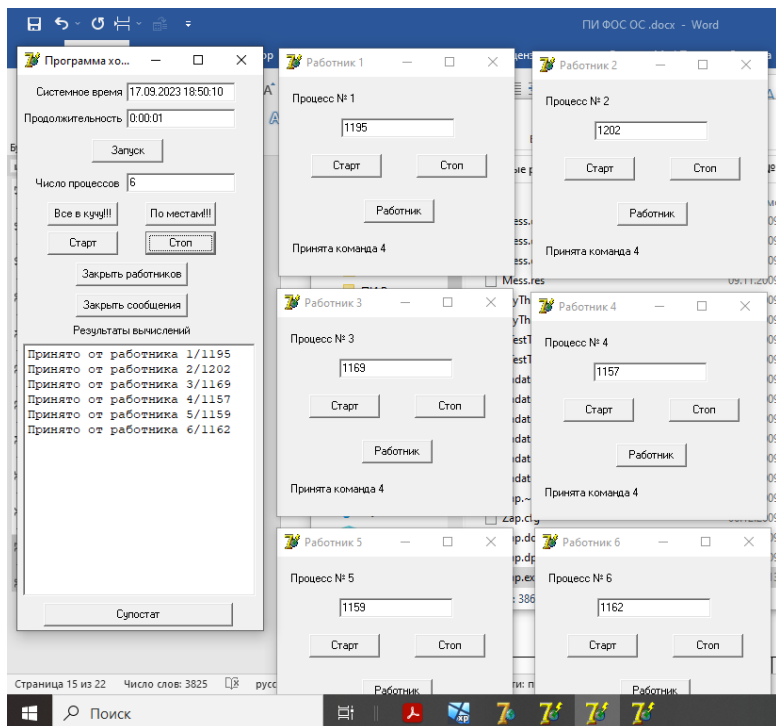 ПИ ФОС ОС .docx - Word
Программа хо...
Системное время 17.09.2023 18:50:10
Продолжительность 0:00:01
Запуск
Число процессов 6
Все в кучу!!! По местам!!!
Старт Стоп
Закрыть работников
Закрыть сообщения
Результаты вычислений
Принято от работника 1/1195
Принято от работника 2/1202
Принято от работника 3/1169
Принято от работника 4/1157
Принято от работника 5/1159
Принято от работника 6/1162
Супостат
Работник 1
Процесс № 1
1195
Старт Стоп
Работник
Принята команда 4
Работник 2
Процесс № 2
1202
Старт Стоп
Работник
Принята команда 4
Mess.res 09.11.2009
Работник 3
Процесс № 3
1169
Старт Стоп
Работник
Принята команда 4
Работник 4
Процесс № 4
1157
Старт Стоп
Работник
Принята команда 4
Работник 5
Процесс № 5
1159
Старт Стоп
Работник
Работник 6
Процесс № 6
1162
Старт Стоп
Работник
Страница 15 из 22 Число слов: 3825 русс
Поиск